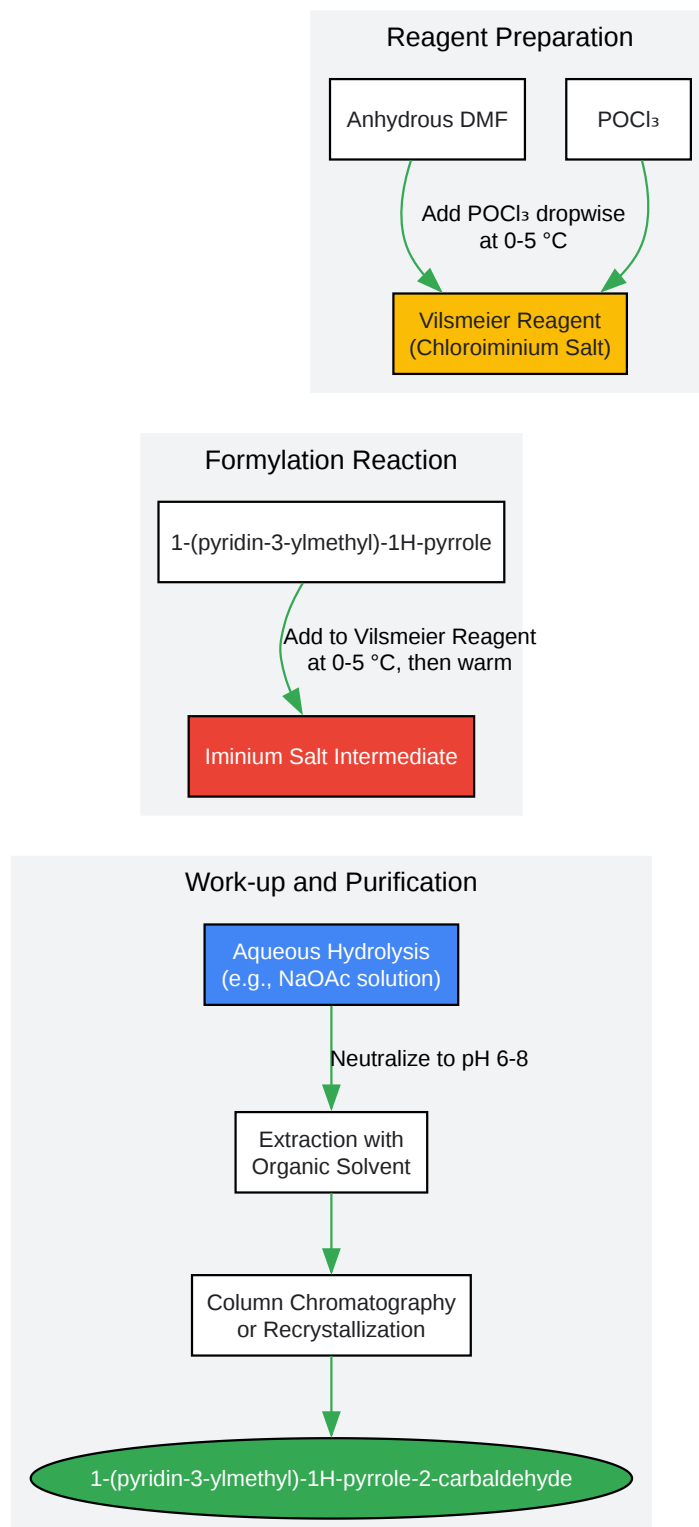 Reagent Preparation
Anhydrous DMF
POCl₃
Add POCl₃ dropwise
at 0-5 °C
Vilsmeier Reagent
(Chloroiminium Salt)
Formylation Reaction
1-(pyridin-3-ylmethyl)-1H-pyrrole
Add to Vilsmeier Reagent
at 0-5 °C, then warm
Iminium Salt Intermediate
Work-up and Purification
Aqueous Hydrolysis
(e.g., NaOAc solution)
Neutralize to pH 6-8
Extraction with
Organic Solvent
Column Chromatography
or Recrystallization
1-(pyridin-3-ylmethyl)-1H-pyrrole-2-carbaldehyde